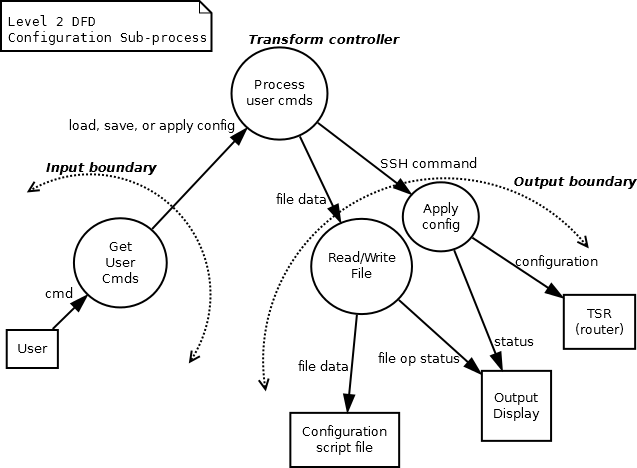 Level 2 DFD
Configuration Sub-process
Transform controller
Process
user cmds
load, save, or apply config
SSH command
Input boundary
Output boundary
file data
Apply
config
Get
User
Cmds
Read/Write
File
configuration
cmd
TSR
(router)
User
status
file op status
file data
Output
Display
Configuration
script file